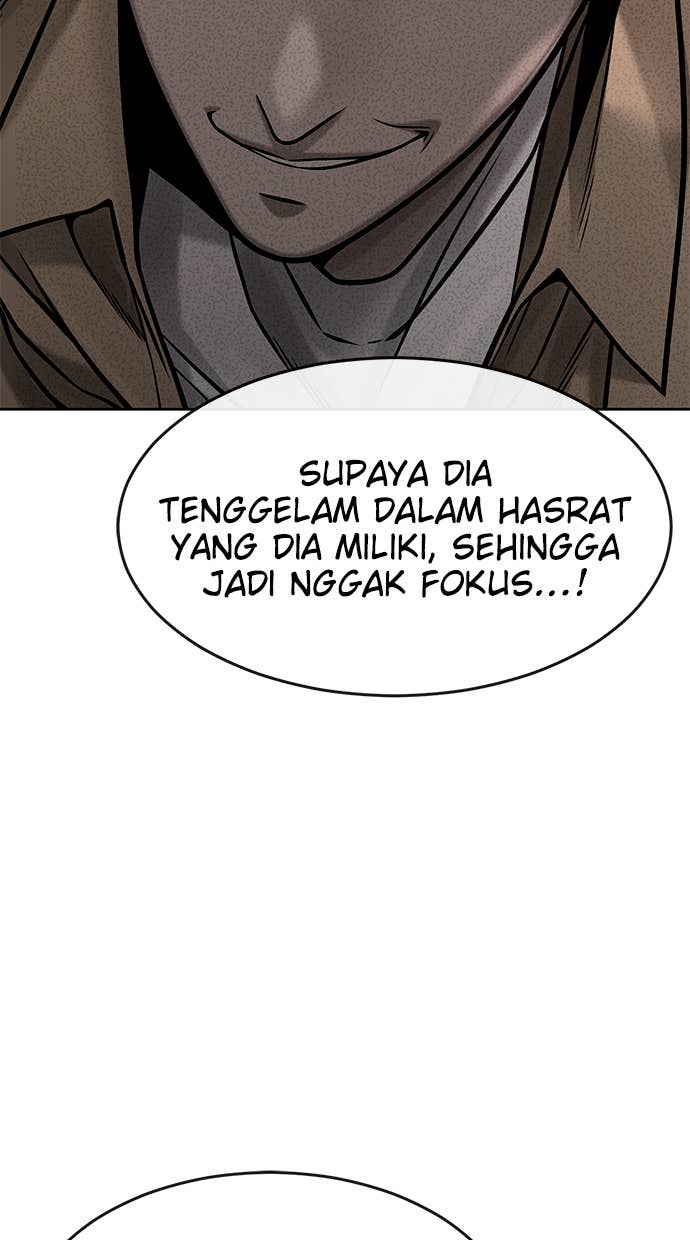 SUPAYA DIA
TENGGELAM DALAM HASRAT
YANG DIA MILIKI, SEHINGGA
JADI NGGAK FOKUS...!